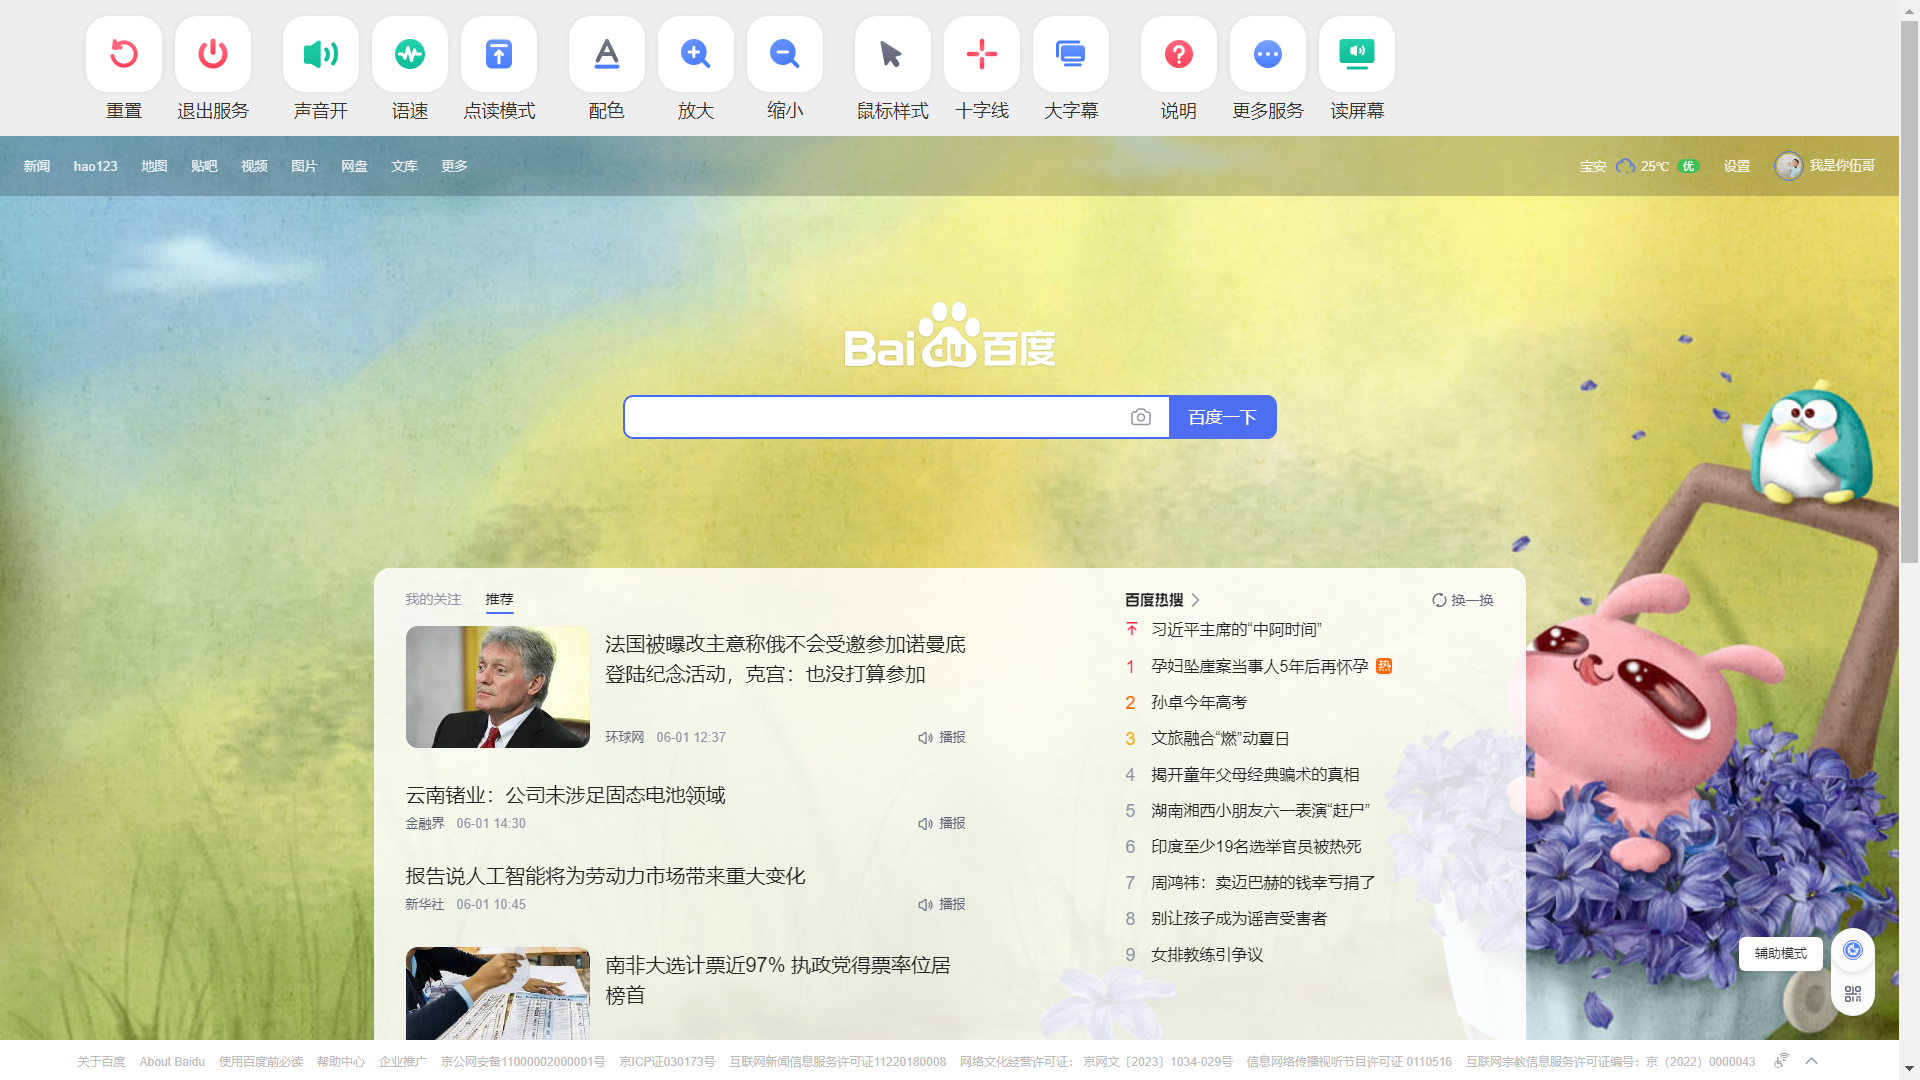 重置 退出服务 声音开 语速 点读模式 配色 放大 缩小 鼠标样式 十字线 大字幕 说明 更多服务 读屏幕
新闻 hao123 地图 贴吧 视频 图片 网盘 文库 更多 宝安 25℃ 优 设置 我是你伍哥
Bai du 百度
百度一下
我的关注 推荐
法国被曝改主意称俄不会受邀参加诺曼底
登陆纪念活动，克宫：也没打算参加
环球网 06-01 12:37 播报
云南锗业：公司未涉足固态电池领域
金融界 06-01 14:30 播报
报告说人工智能将为劳动力市场带来重大变化
新华社 06-01 10:45 播报
南非大选计票近97% 执政党得票率位居
榜首
百度热搜 换一换
习近平主席的“中阿时间”
1 孕妇坠崖案当事人5年后再怀孕 热
2 孙卓今年高考
3 文旅融合“燃”动夏日
4 揭开童年父母经典骗术的真相
5 湖南湘西小朋友六一表演“赶尸”
6 印度至少19名选举官员被热死
7 周鸿祎：卖迈巴赫的钱幸亏捐了
8 别让孩子成为谣言受害者
9 女排教练引争议
辅助模式
关于百度 About Baidu 使用百度前必读 帮助中心 企业推广 京公网安备11000002000001号 京ICP证030173号 互联网新闻信息服务许可证11220180008 网络文化经营许可证： 京网文〔2023〕1034-029号 信息网络传播视听节目许可证 0110516 互联网宗教信息服务许可证编号：京（2022）0000043